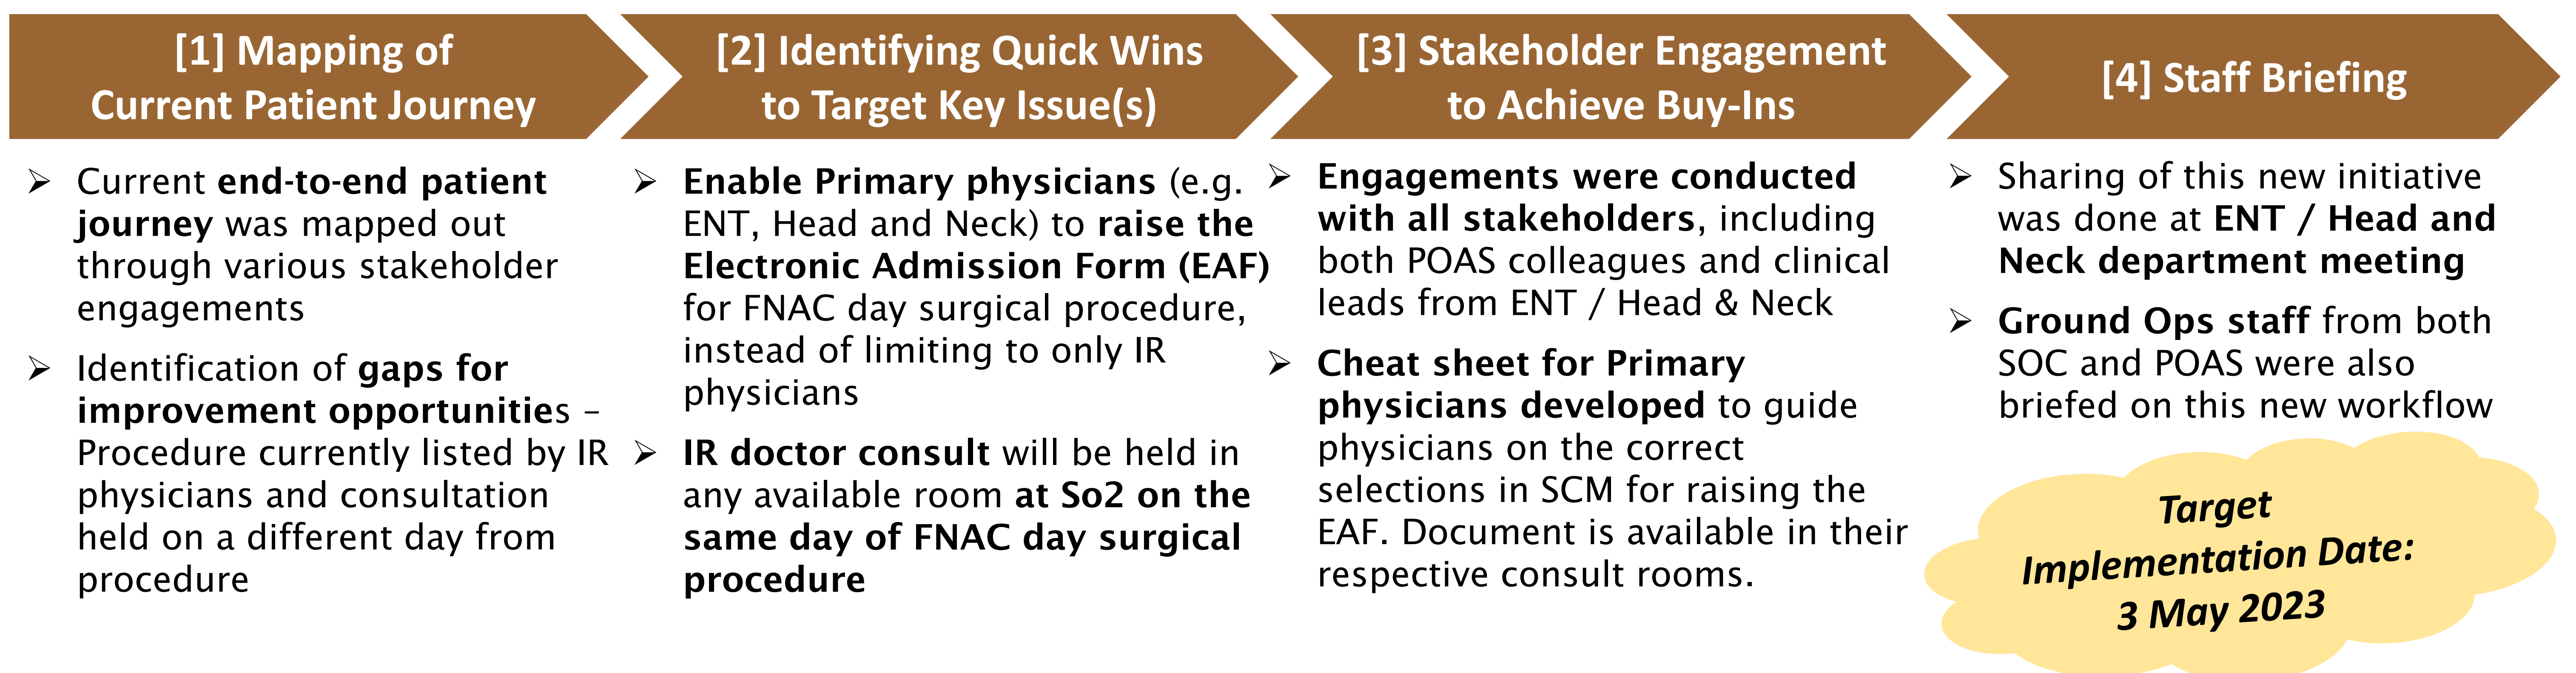 [1] Mapping of
Current Patient Journey
➢ Current end-to-end patient
journey was mapped out
through various stakeholder
engagements
➢ Identification of gaps for
improvement opportunities –
Procedure currently listed by IR
physicians and consultation
held on a different day from
procedure
[2] Identifying Quick Wins
to Target Key Issue(s)
➢ Enable Primary physicians (e.g.
ENT, Head and Neck) to raise the
Electronic Admission Form (EAF)
for FNAC day surgical procedure,
instead of limiting to only IR
physicians
➢ IR doctor consult will be held in
any available room at So2 on the
same day of FNAC day surgical
procedure
[3] Stakeholder Engagement
to Achieve Buy-Ins
➢ Engagements were conducted
with all stakeholders, including
both POAS colleagues and clinical
leads from ENT / Head & Neck
➢ Cheat sheet for Primary
physicians developed to guide
physicians on the correct
selections in SCM for raising the
EAF. Document is available in their
respective consult rooms.
[4] Staff Briefing
➢ Sharing of this new initiative
was done at ENT / Head and
Neck department meeting
➢ Ground Ops staff from both
SOC and POAS were also
briefed on this new workflow
Target
Implementation Date:
3 May 2023